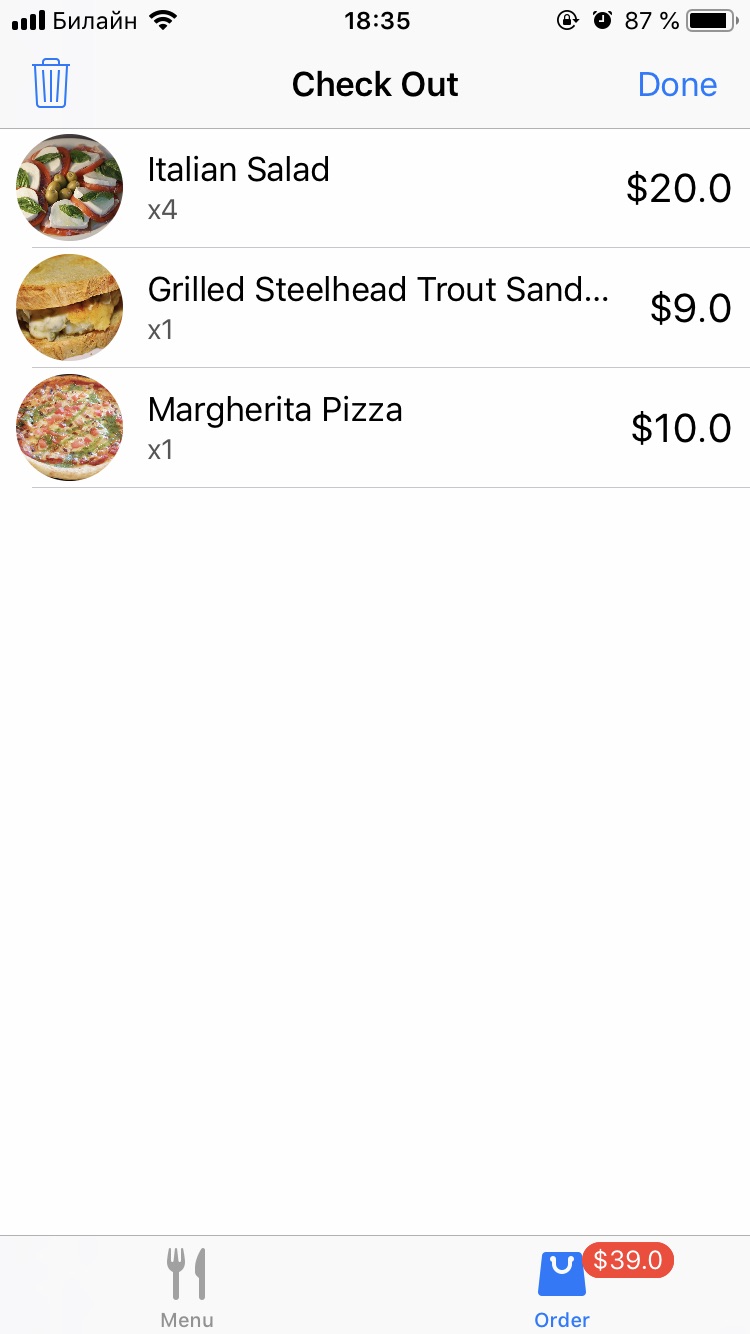 Билайн 18:35 87 %
Check Out Done
Italian Salad
x4
$20.0
Grilled Steelhead Trout Sand...
x1
$9.0
Margherita Pizza
x1
$10.0
$39.0
Menu Order